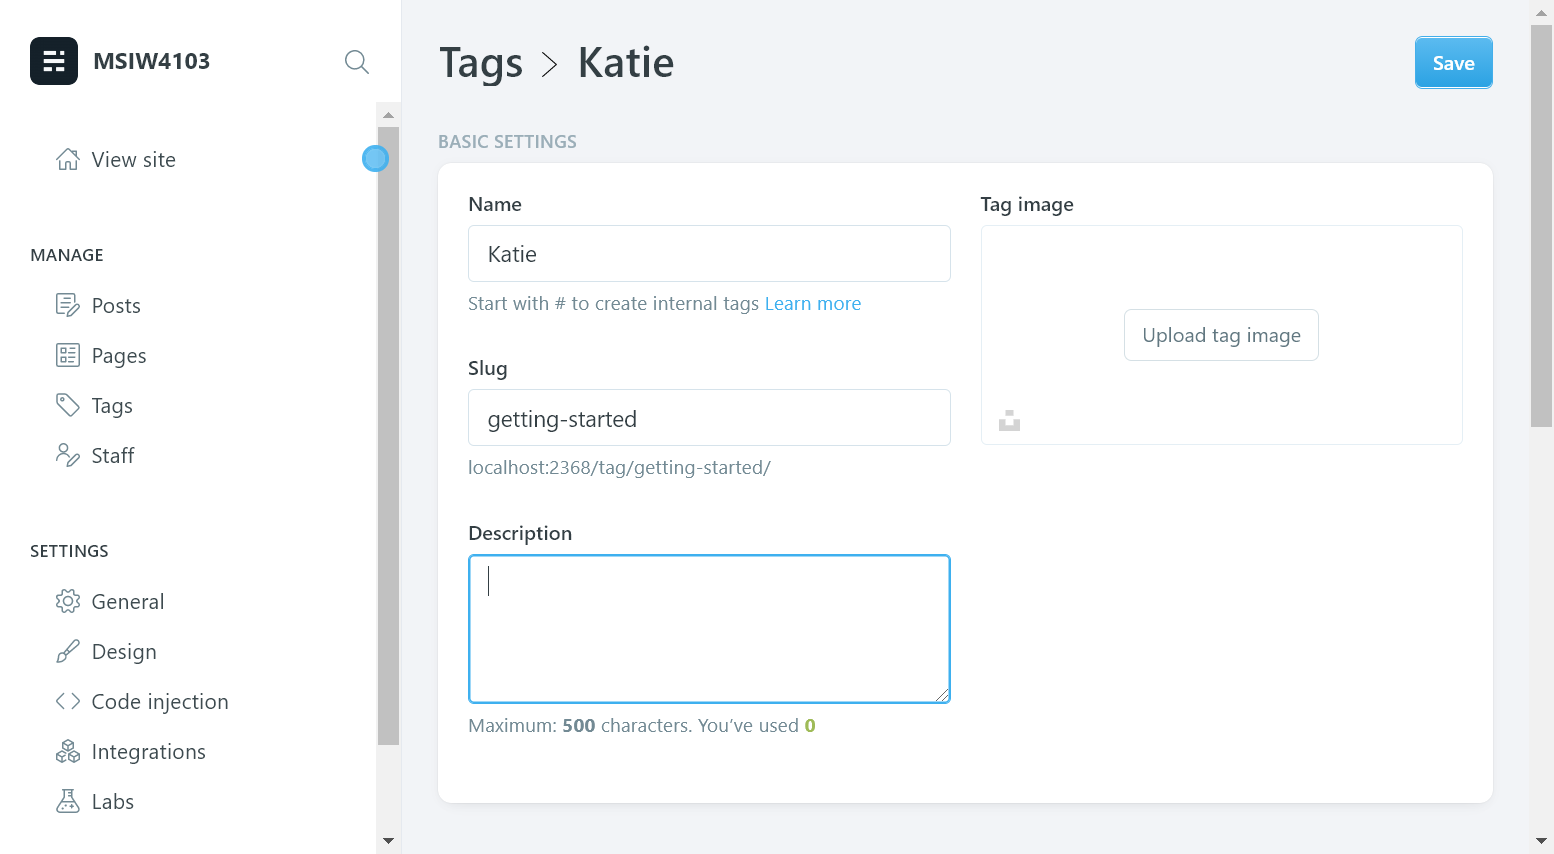 MSIW4103
View site
MANAGE
Posts
Pages
Tags
Staff
SETTINGS
General
Design
Code injection
Integrations
Labs
Tags > Katie
Save
BASIC SETTINGS
Name
Katie
Start with # to create internal tags Learn more
Slug
getting-started
localhost:2368/tag/getting-started/
Description
Maximum: 500 characters. You’ve used 0
Tag image
Upload tag image